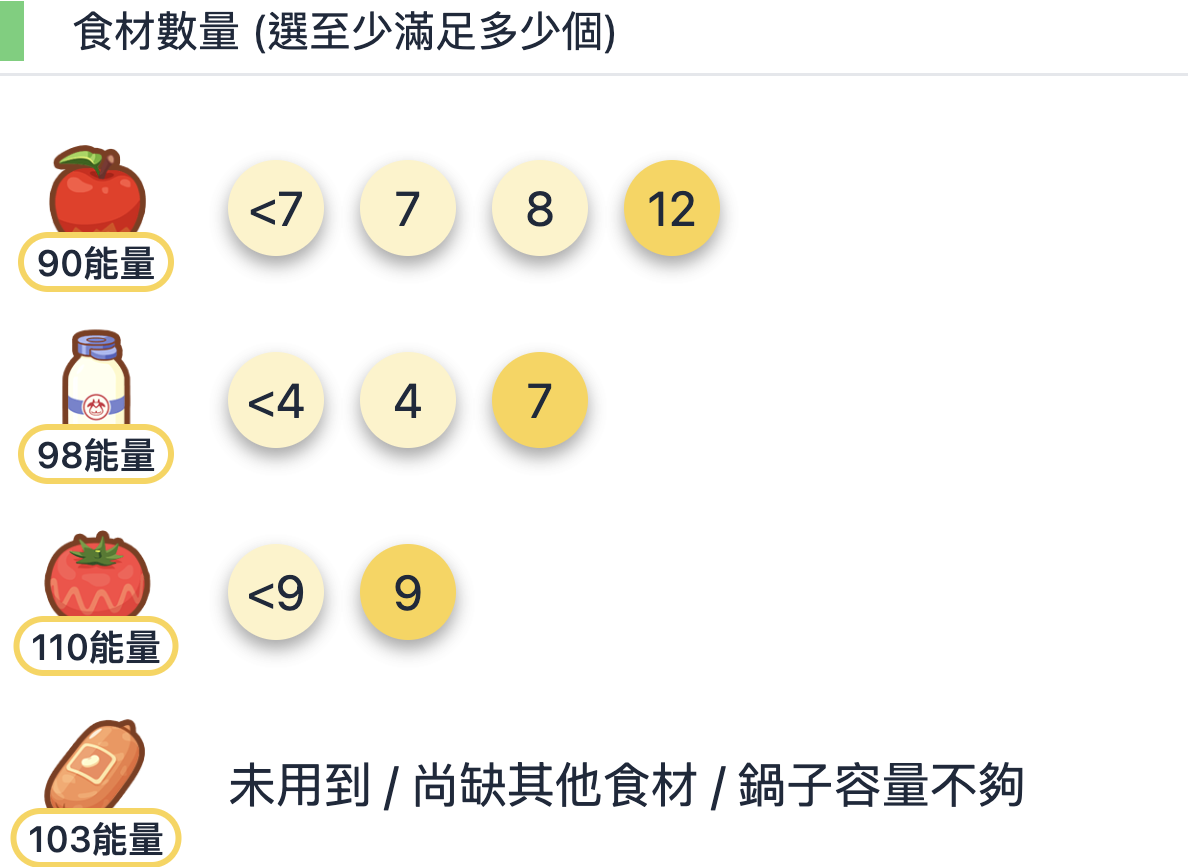 食材數量 (選至少滿足多少個)
<7 7 8 12
90能量
<4 4 7
98能量
<9 9
110能量
未用到 / 尚缺其他食材 / 鍋子容量不夠
103能量